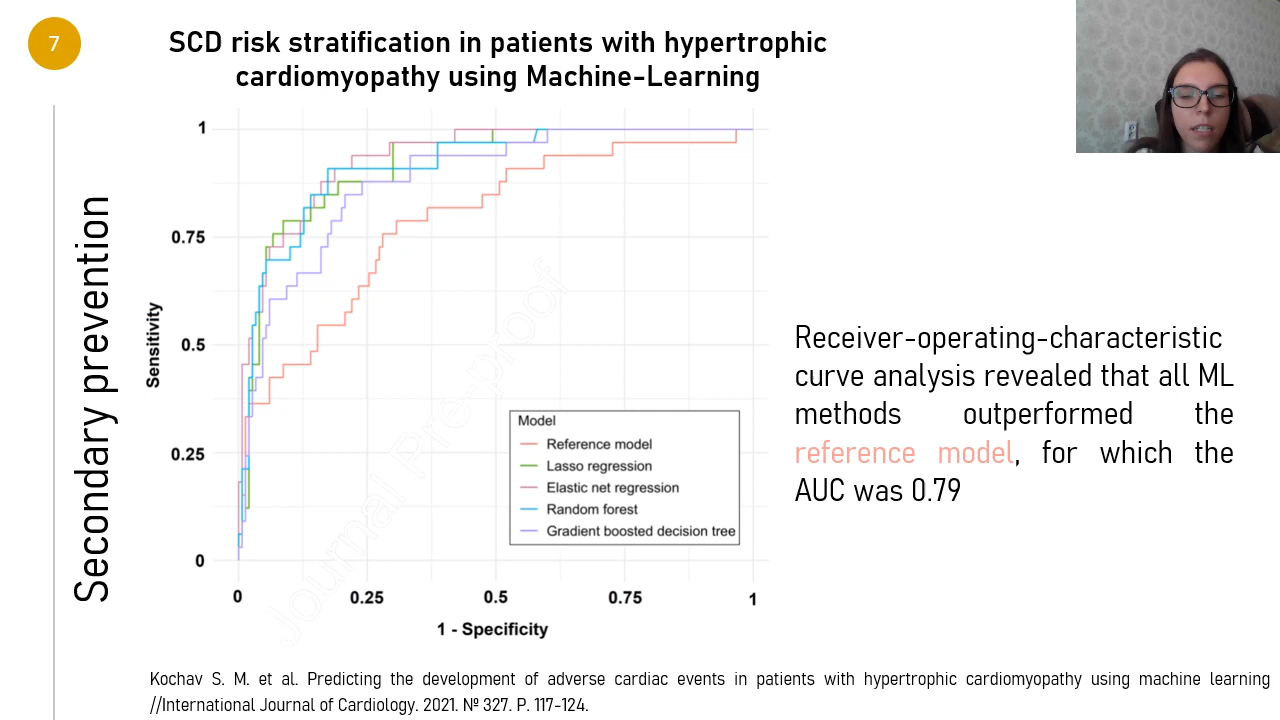 7
SCD risk stratification in patients with hypertrophic
cardiomyopathy using Machine-Learning
Secondary prevention
Sensitivity
1
0.75
0.5
0.25
0
0
0.25
0.5
0.75
1
1 - Specificity
Model
Reference model
Lasso regression
Elastic net regression
Random forest
Gradient boosted decision tree
Journal Pre-proof
Receiver-operating-characteristic
curve analysis revealed that all ML
methods outperformed the
reference model, for which the
AUC was 0.79
Kochav S. M. et al. Predicting the development of adverse cardiac events in patients with hypertrophic cardiomyopathy using machine learning
//International Journal of Cardiology. 2021. № 327. P. 117-124.